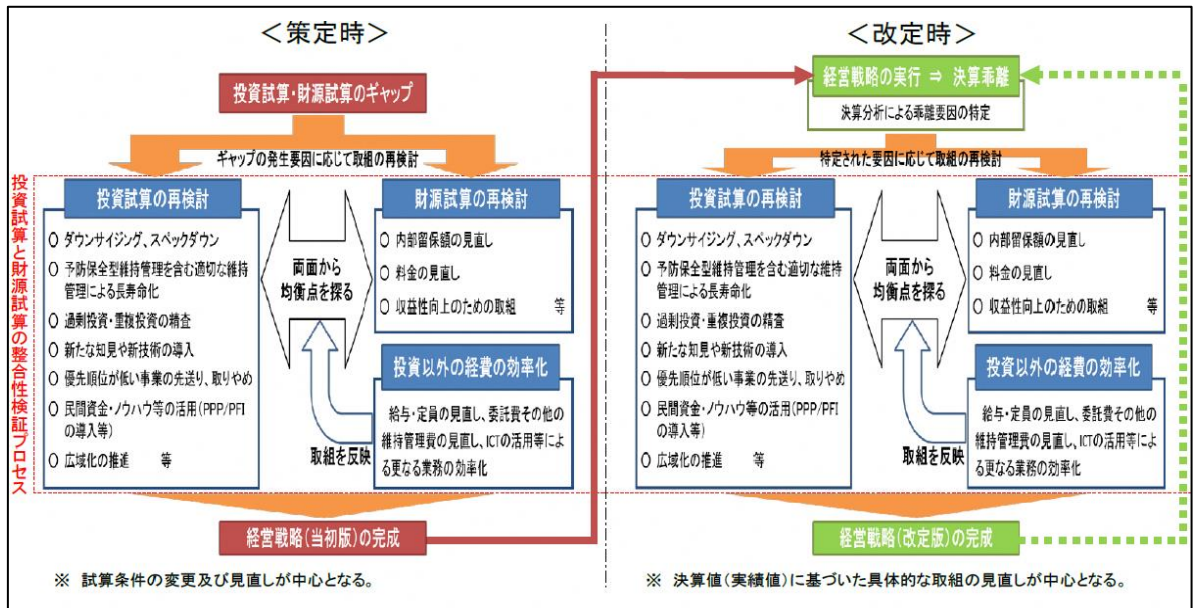 ＜策定時＞
投資試算・財源試算のギャップ
ギャップの発生要因に応じて取組の再検討
投資試算と財源試算の整合性検証プロセス
投資試算の再検討
○ ダウンサイジング、スペックダウン
○ 予防保全型維持管理を含む適切な維持
管理による長寿命化
○ 過剰投資・重複投資の精査
○ 新たな知見や新技術の導入
○ 優先順位が低い事業の先送り、取りやめ
○ 民間資金・ノウハウ等の活用(PPP/PFI
の導入等)
○ 広域化の推進 等
両面から
均衡点を探る
取組を反映
財源試算の再検討
○ 内部留保額の見直し
○ 料金の見直し
○ 収益性向上のための取組 等
投資以外の経費の効率化
給与・定員の見直し、委託費その他の
維持管理費の見直し、ICTの活用等によ
る更なる業務の効率化
経営戦略(当初版)の完成
※ 試算条件の変更及び見直しが中心となる。
＜改定時＞
経営戦略の実行 ⇒ 決算乖離
決算分析による乖離要因の特定
特定された要因に応じて取組の再検討
投資試算の再検討
○ ダウンサイジング、スペックダウン
○ 予防保全型維持管理を含む適切な維持
管理による長寿命化
○ 過剰投資・重複投資の精査
○ 新たな知見や新技術の導入
○ 優先順位が低い事業の先送り、取りやめ
○ 民間資金・ノウハウ等の活用(PPP/PFI
の導入等)
○ 広域化の推進 等
両面から
均衡点を探る
取組を反映
財源試算の再検討
○ 内部留保額の見直し
○ 料金の見直し
○ 収益性向上のための取組 等
投資以外の経費の効率化
給与・定員の見直し、委託費その他の
維持管理費の見直し、ICTの活用等によ
る更なる業務の効率化
経営戦略(改定版)の完成
※ 決算値(実績値)に基づいた具体的な取組の見直しが中心となる。